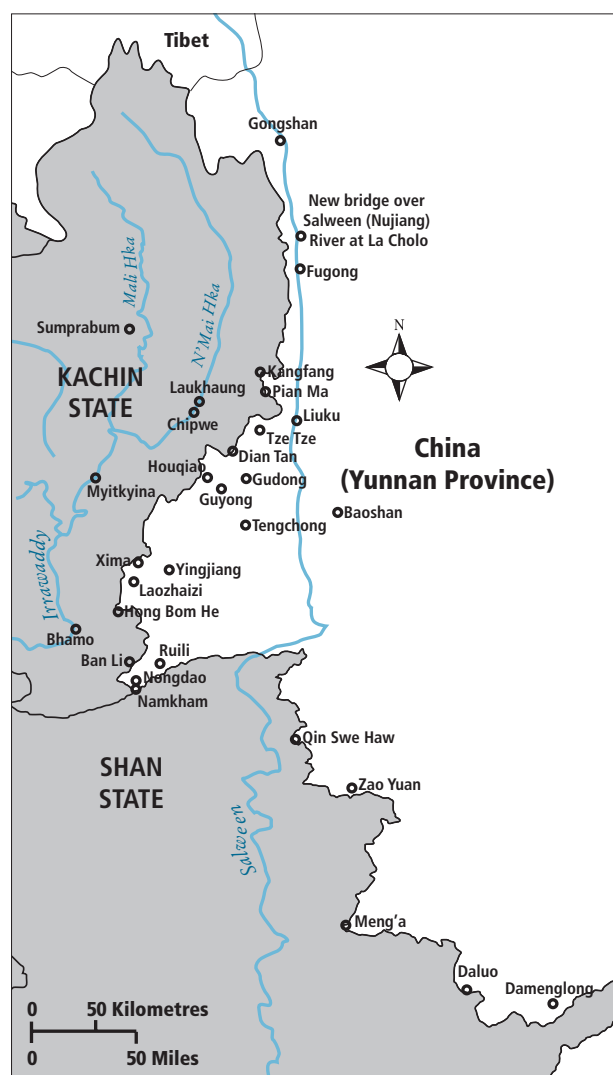 Tibet
Gongshan
New bridge over
Salween (Nujiang)
River at La Cholo
Fugong
Mali Hka
N'Mai Hka
Sumprabum
N
Kangfang
KACHIN
STATE
Laukhaung
Pian Ma
Chipwe
Liuku
Tze Tze
China
(Yunnan Province)
Dian Tan
Houqiao
Myitkyina
Gudong
Guyong
Baoshan
Tengchong
Irrawaddy
Xima
Yingjiang
Laozhaizi
Hong Bom He
Bhamo
Ruili
Ban Li
Nongdao
Namkham
Qin Swe Haw
SHAN
STATE
Zao Yuan
Salween
Meng'a
Daluo
Damenglong
0 50 Kilometres
0 50 Miles